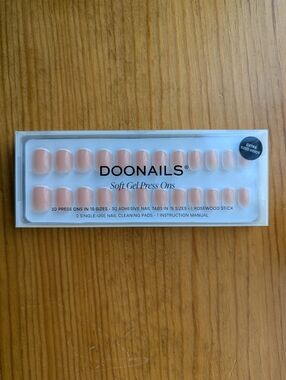 DOONAILS®
Soft Gel Press Ons
30 PRESS ONS IN 15 SIZES • 30 ADHESIVE NAIL TABS IN 15 SIZES • 1 ROSEWOOD STICK
2 SINGLE-USE NAIL CLEANING PADS • 1 INSTRUCTION MANUAL